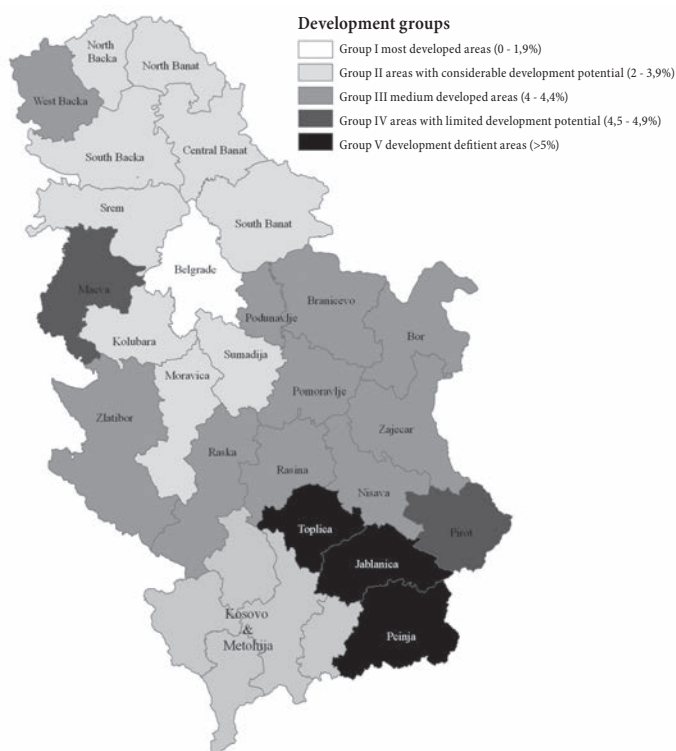 Development groups
Group I most developed areas (0 - 1,9%)
Group II areas with considerable development potential (2 - 3,9%)
Group III medium developed areas (4 - 4,4%)
Group IV areas with limited development potential (4,5 - 4,9%)
Group V development defitient areas (>5%)
North
Backa
North Banat
West Backa
South Backa
Central Banat
Srem
South Banat
Belgrade
Macva
Podunavlje
Branicevo
Bor
Kolubara
Sumadija
Moravica
Pomoravlje
Zlatibor
Zajecar
Raska
Rasina
Nisava
Toplica
Pirot
Jablanica
Kosovo
&
Metohija
Pcinja